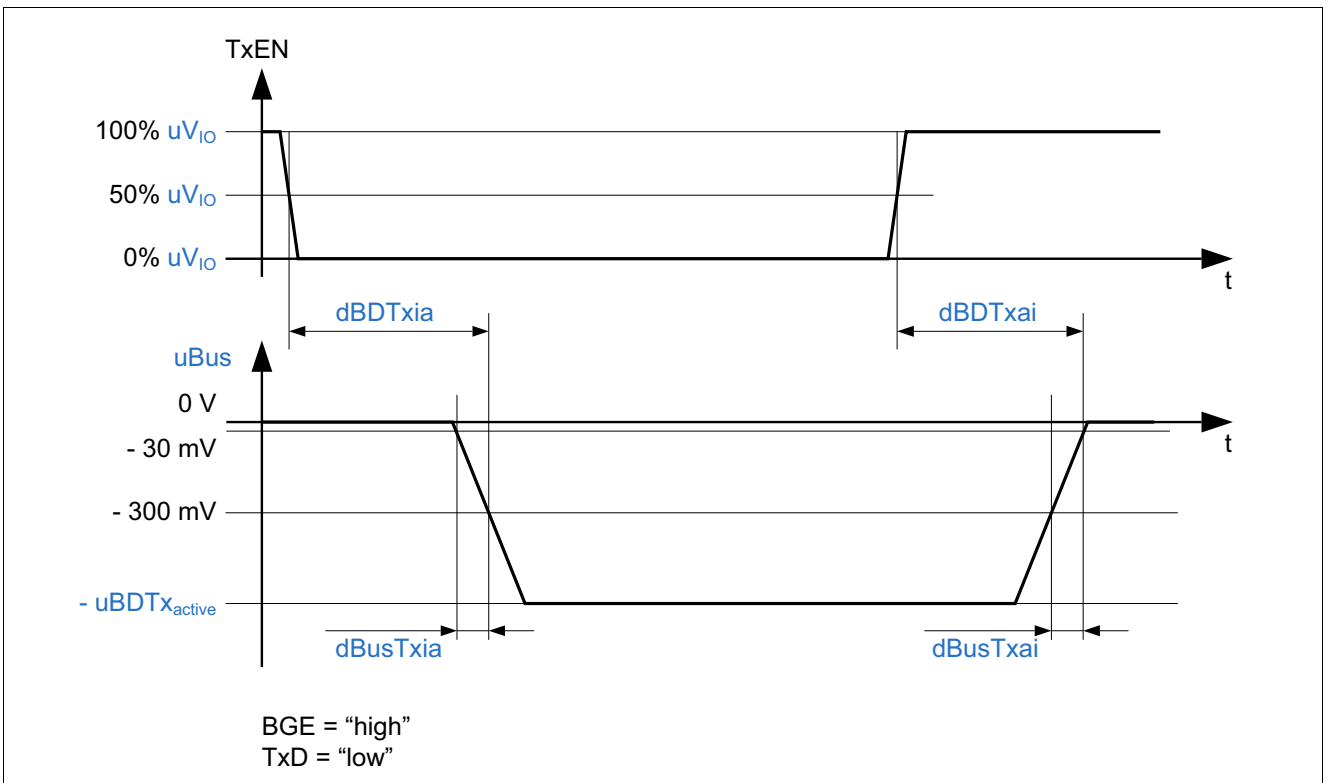 TxEN
100% uVIO
50% uVIO
0% uVIO
t
dBDTxia
dBDTxai
uBus
0 V
t
- 30 mV
- 300 mV
- uBDTxactive
dBusTxia
dBusTxai
BGE = “high”
TxD = “low”